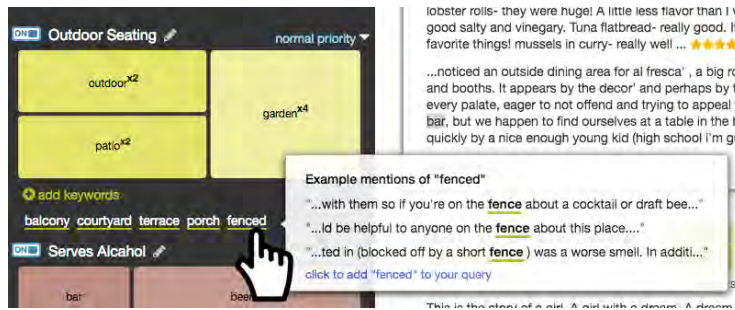 ON Outdoor Seating normal priority
outdoor x2
garden x4
patio x2
add keywords
balcony courtyard terrace porch fenced
ON Serves Alcahol
bar
lobster rolls- they were huge! A little less flavor than I
good salty and vinegary. Tuna flatbread- really good.
favorite things! mussels in curry- really well ...
...noticed an outside dining area for al fresca' , a big
and booths. It appears by the decor' and perhaps by
every palate, eager to not offend and trying to appeal
bar, but we happen to find ourselves at a table in the
quickly by a nice enough young kid (high school i'm
Example mentions of "fenced"
"...with them so if you're on the fence about a cocktail or draft bee..."
"...ld be helpful to anyone on the fence about this place...."
"...ted in (blocked off by a short fence ) was a worse smell. In additi..."
click to add "fenced" to your query
This is the story of a girl. A girl with a dream. A dream